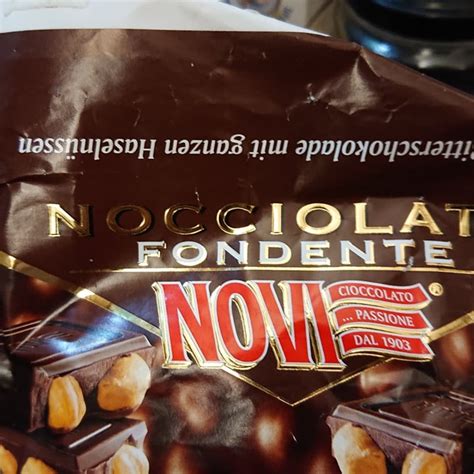 itterschokolade mit ganzen Haselnüssen
NOCCIOLAT
FONDENTE
NOVI
CIOCCOLATO
... PASSIONE
DAL 1903
®